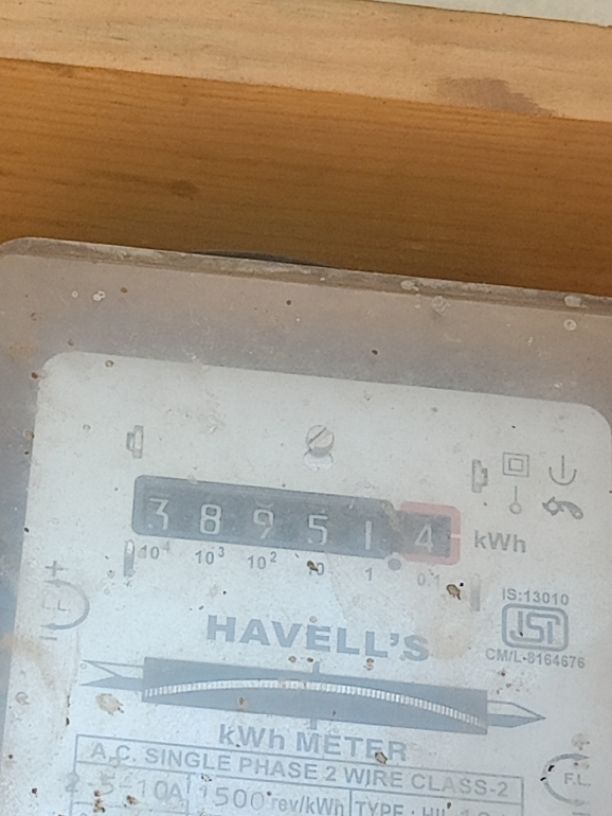 3 8 9 5 1 4 kWh
10⁴ 10³ 10² 10 1 0.1
IS:13010
ISI
CM/L-8164676
HAVELL'S
kWh METER
A.C. SINGLE PHASE 2 WIRE CLASS-2
5-10A 1500 rev/kWh TYPE :
F.L.